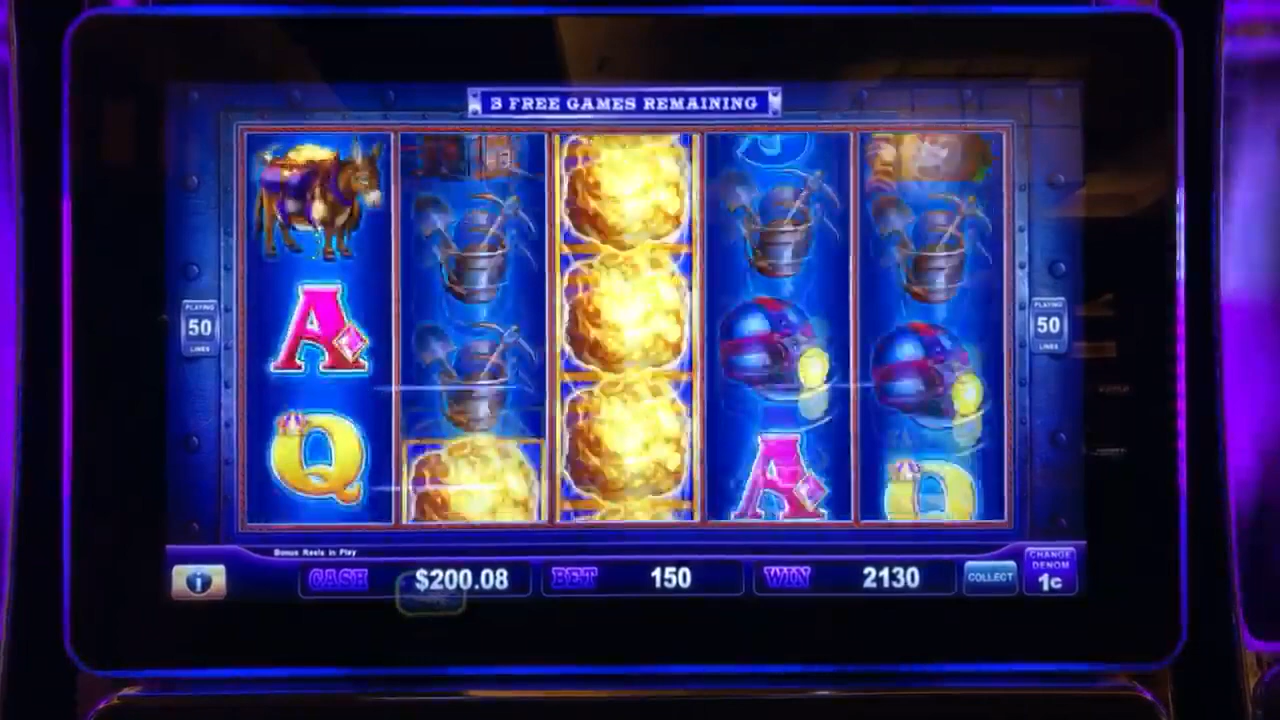 3 FREE GAMES REMAINING
PLAYING
50
LINES
PLAYING
50
LINES
A
Q
A
Q
Bonus Reels in Play
CASH $200.08 BET 150 WIN 2130 COLLECT
CHANGE
DENOM
1¢